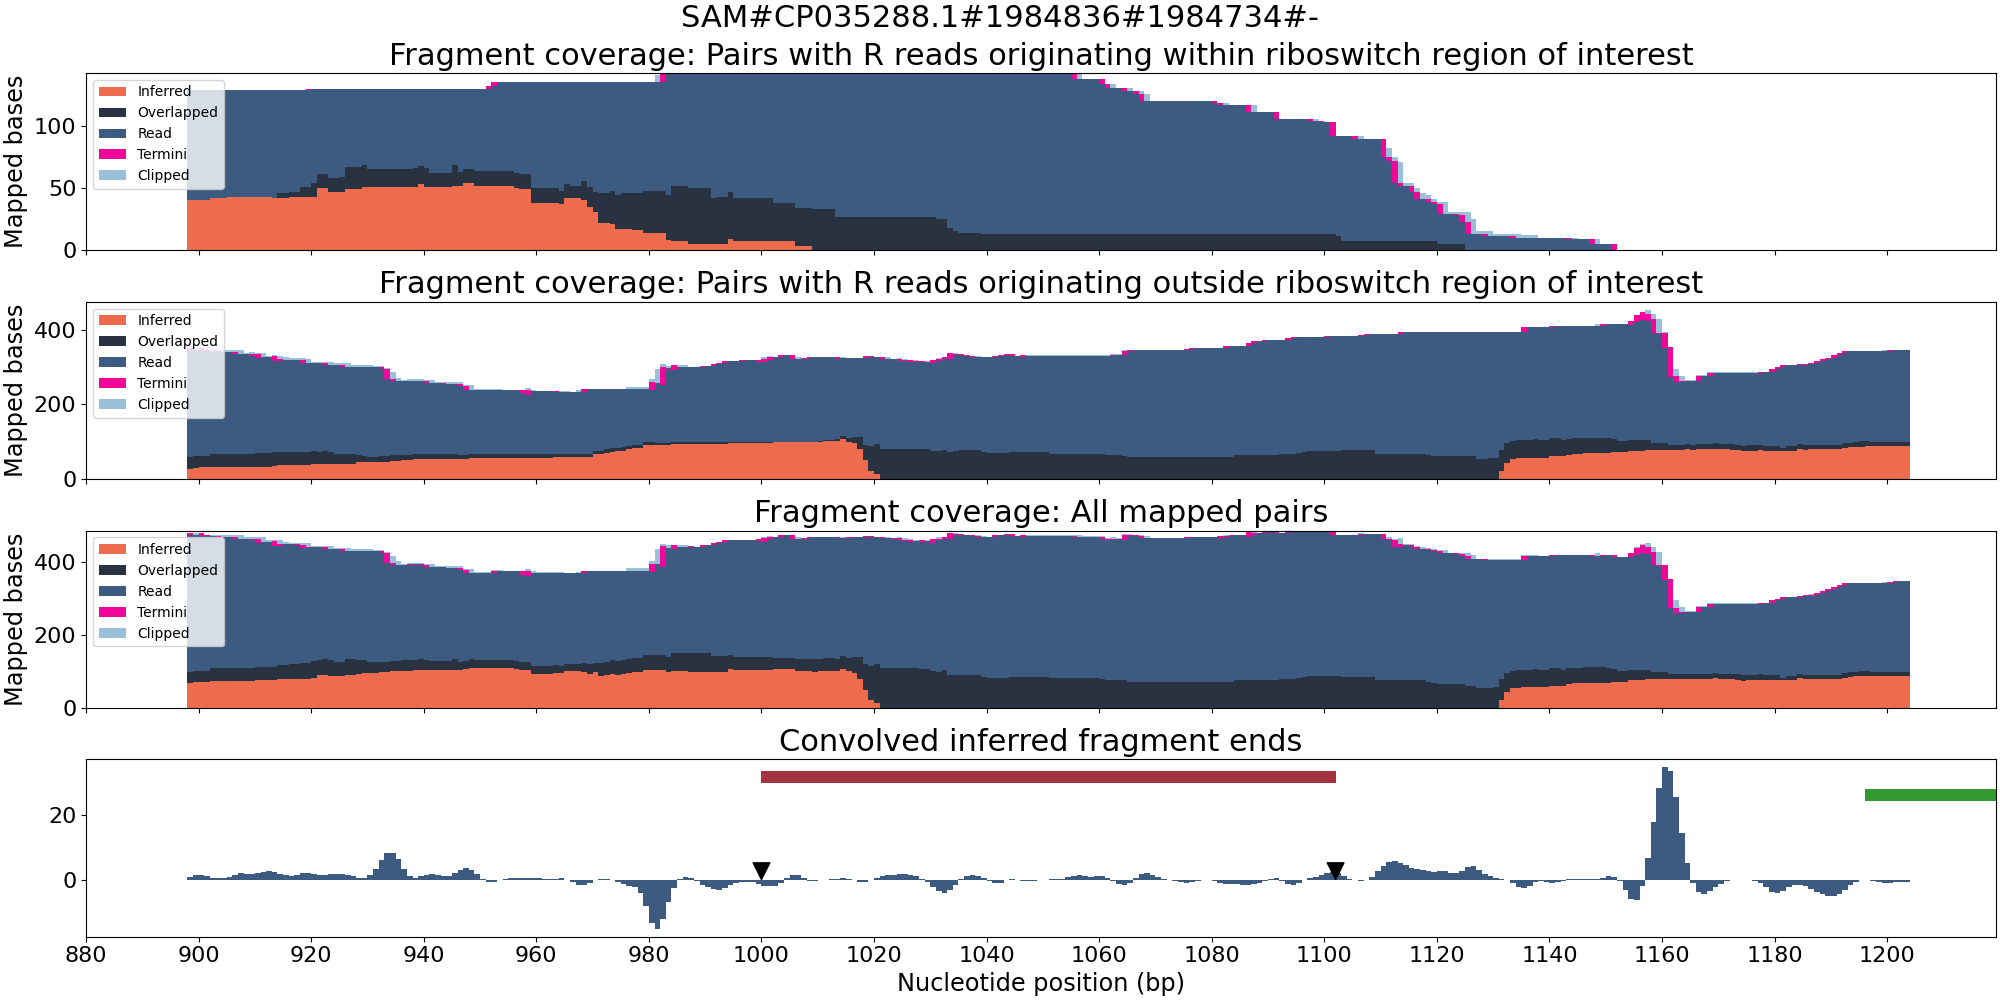 SAM#CP035288.1#1984836#1984734#-
Fragment coverage: Pairs with R reads originating within riboswitch region of interest
Mapped bases
100
50
0
Inferred
Overlapped
Read
Termini
Clipped
Fragment coverage: Pairs with R reads originating outside riboswitch region of interest
Mapped bases
400
200
0
Inferred
Overlapped
Read
Termini
Clipped
Fragment coverage: All mapped pairs
Mapped bases
400
200
0
Inferred
Overlapped
Read
Termini
Clipped
Convolved inferred fragment ends
20
0
880 900 920 940 960 980 1000 1020 1040 1060 1080 1100 1120 1140 1160 1180 1200
Nucleotide position (bp)